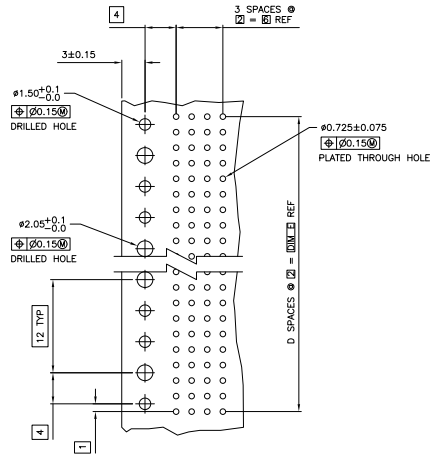 4
3 SPACES @
2 = 6 REF
3±0.15
ø1.50+0.1
-0.0
⌖ Ø0.15Ⓜ
DRILLED HOLE
ø0.725±0.075
⌖ Ø0.15Ⓜ
PLATED THROUGH HOLE
ø2.05+0.1
-0.0
⌖ Ø0.15Ⓜ
DRILLED HOLE
D SPACES @ 2 = DIM E REF
12 TYP
4
1